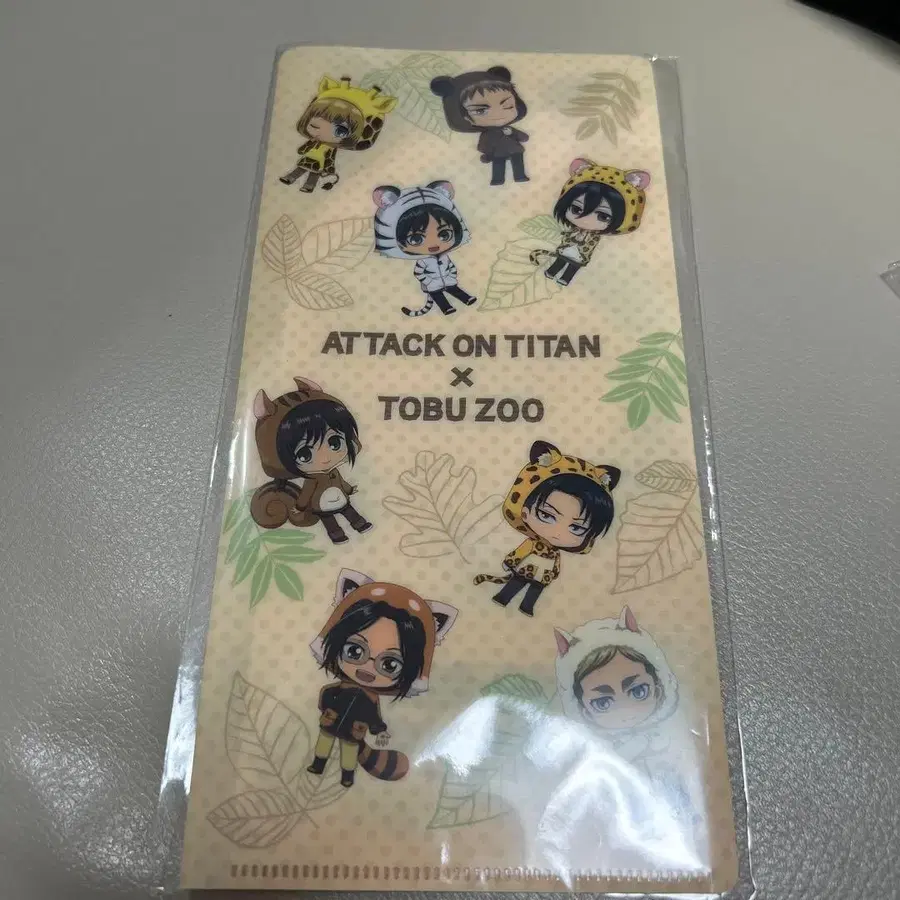 ATTACK ON TITAN
×
TOBU ZOO